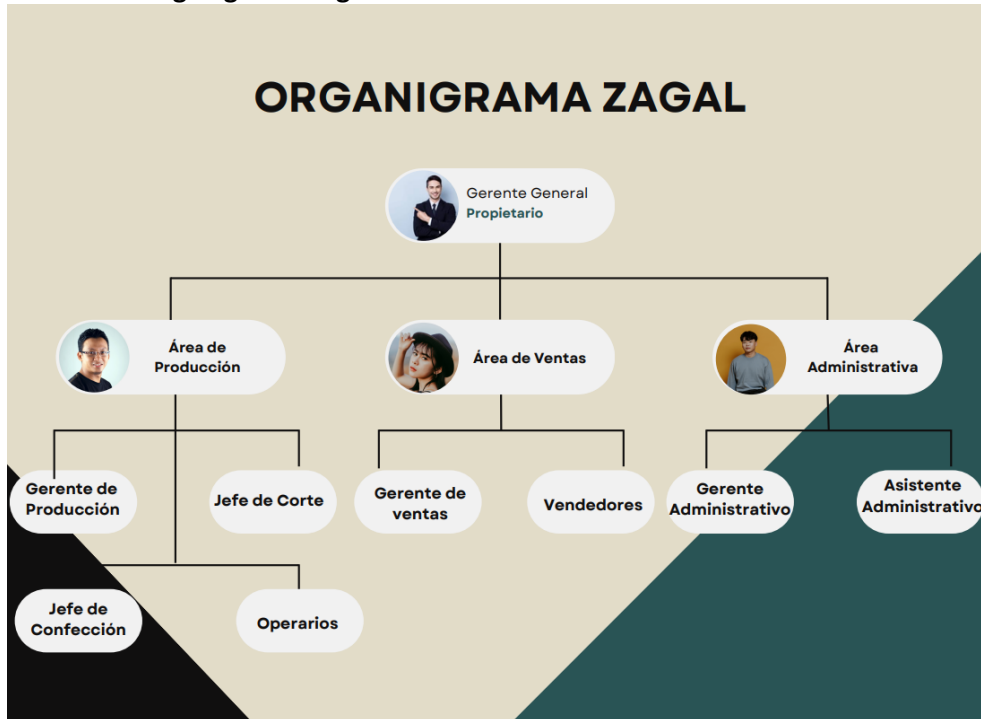 ORGANIGRAMA ZAGAL
Gerente General
Propietario
Área de
Producción
Área de Ventas
Área
Administrativa
Gerente de
Producción
Jefe de Corte
Gerente de
ventas
Vendedores
Gerente
Administrativo
Asistente
Administrativo
Jefe de
Confección
Operarios